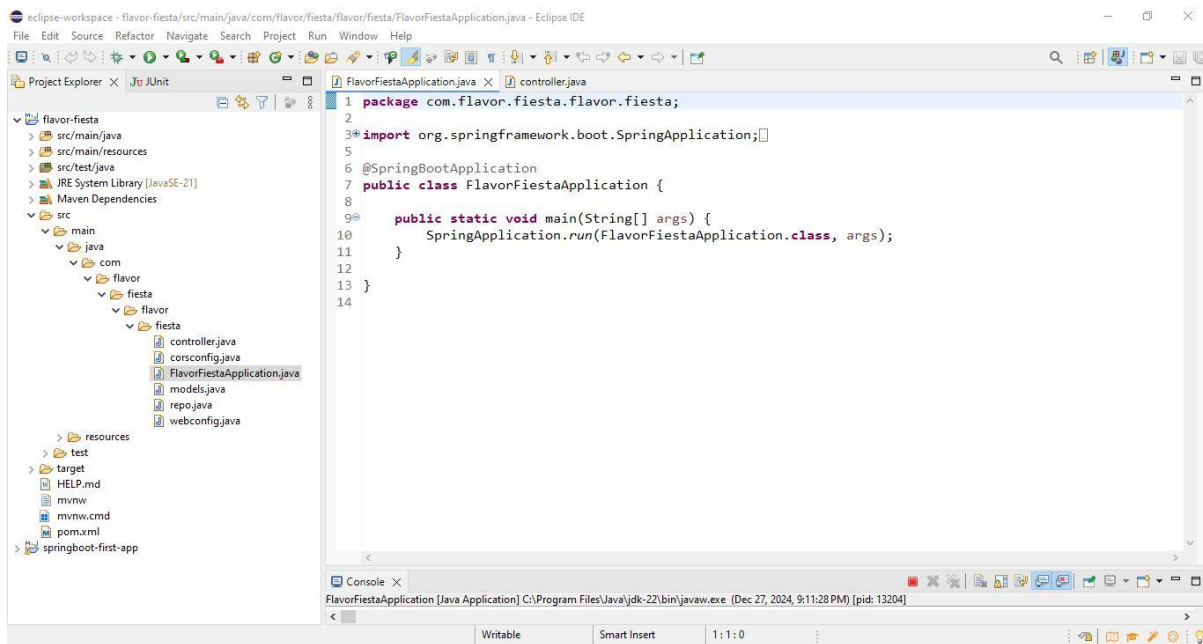 eclipse-workspace - flavor-fiesta/src/main/java/com/flavor/fiesta/flavor/fiesta/FlavorFiestaApplication.java - Eclipse IDE
File Edit Source Refactor Navigate Search Project Run Window Help
Project Explorer JUnit
FlavorFiestaApplication.java controller.java
flavor-fiesta
src/main/java
src/main/resources
src/test/java
JRE System Library [JavaSE-21]
Maven Dependencies
src
main
java
com
flavor
fiesta
flavor
fiesta
controller.java
corsconfig.java
FlavorFiestaApplication.java
models.java
repo.java
webconfig.java
resources
test
target
HELP.md
mvnw
mvnw.cmd
pom.xml
springboot-first-app
1 package com.flavor.fiesta.flavor.fiesta;
2
3 import org.springframework.boot.SpringApplication;
5
6 @SpringBootApplication
7 public class FlavorFiestaApplication {
8
9 public static void main(String[] args) {
10 SpringApplication.run(FlavorFiestaApplication.class, args);
11 }
12
13 }
14
Console
FlavorFiestaApplication [Java Application] C:\Program Files\Java\jdk-22\bin\javaw.exe (Dec 27, 2024, 9:11:28 PM) [pid: 13204]
Writable Smart Insert 1 : 1 : 0